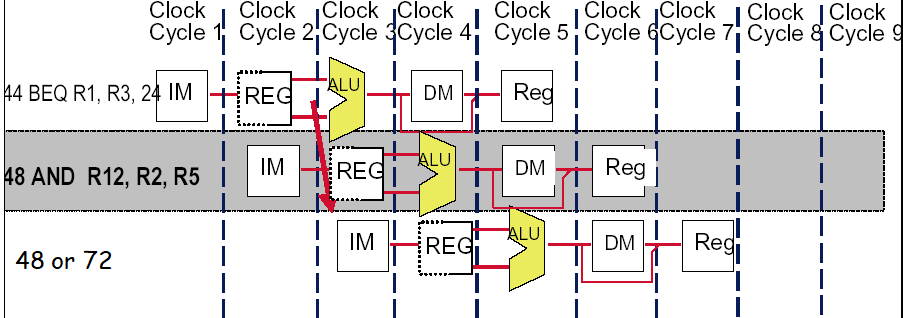 Clock Clock Clock Clock Clock Clock Clock Clock Clock
Cycle 1 Cycle 2 Cycle 3 Cycle 4 Cycle 5 Cycle 6 Cycle 7 Cycle 8 Cycle 9
44 BEQ R1, R3, 24 IM REG ALU DM Reg
48 AND R12, R2, R5 IM REG ALU DM Reg
48 or 72 IM REG ALU DM Reg